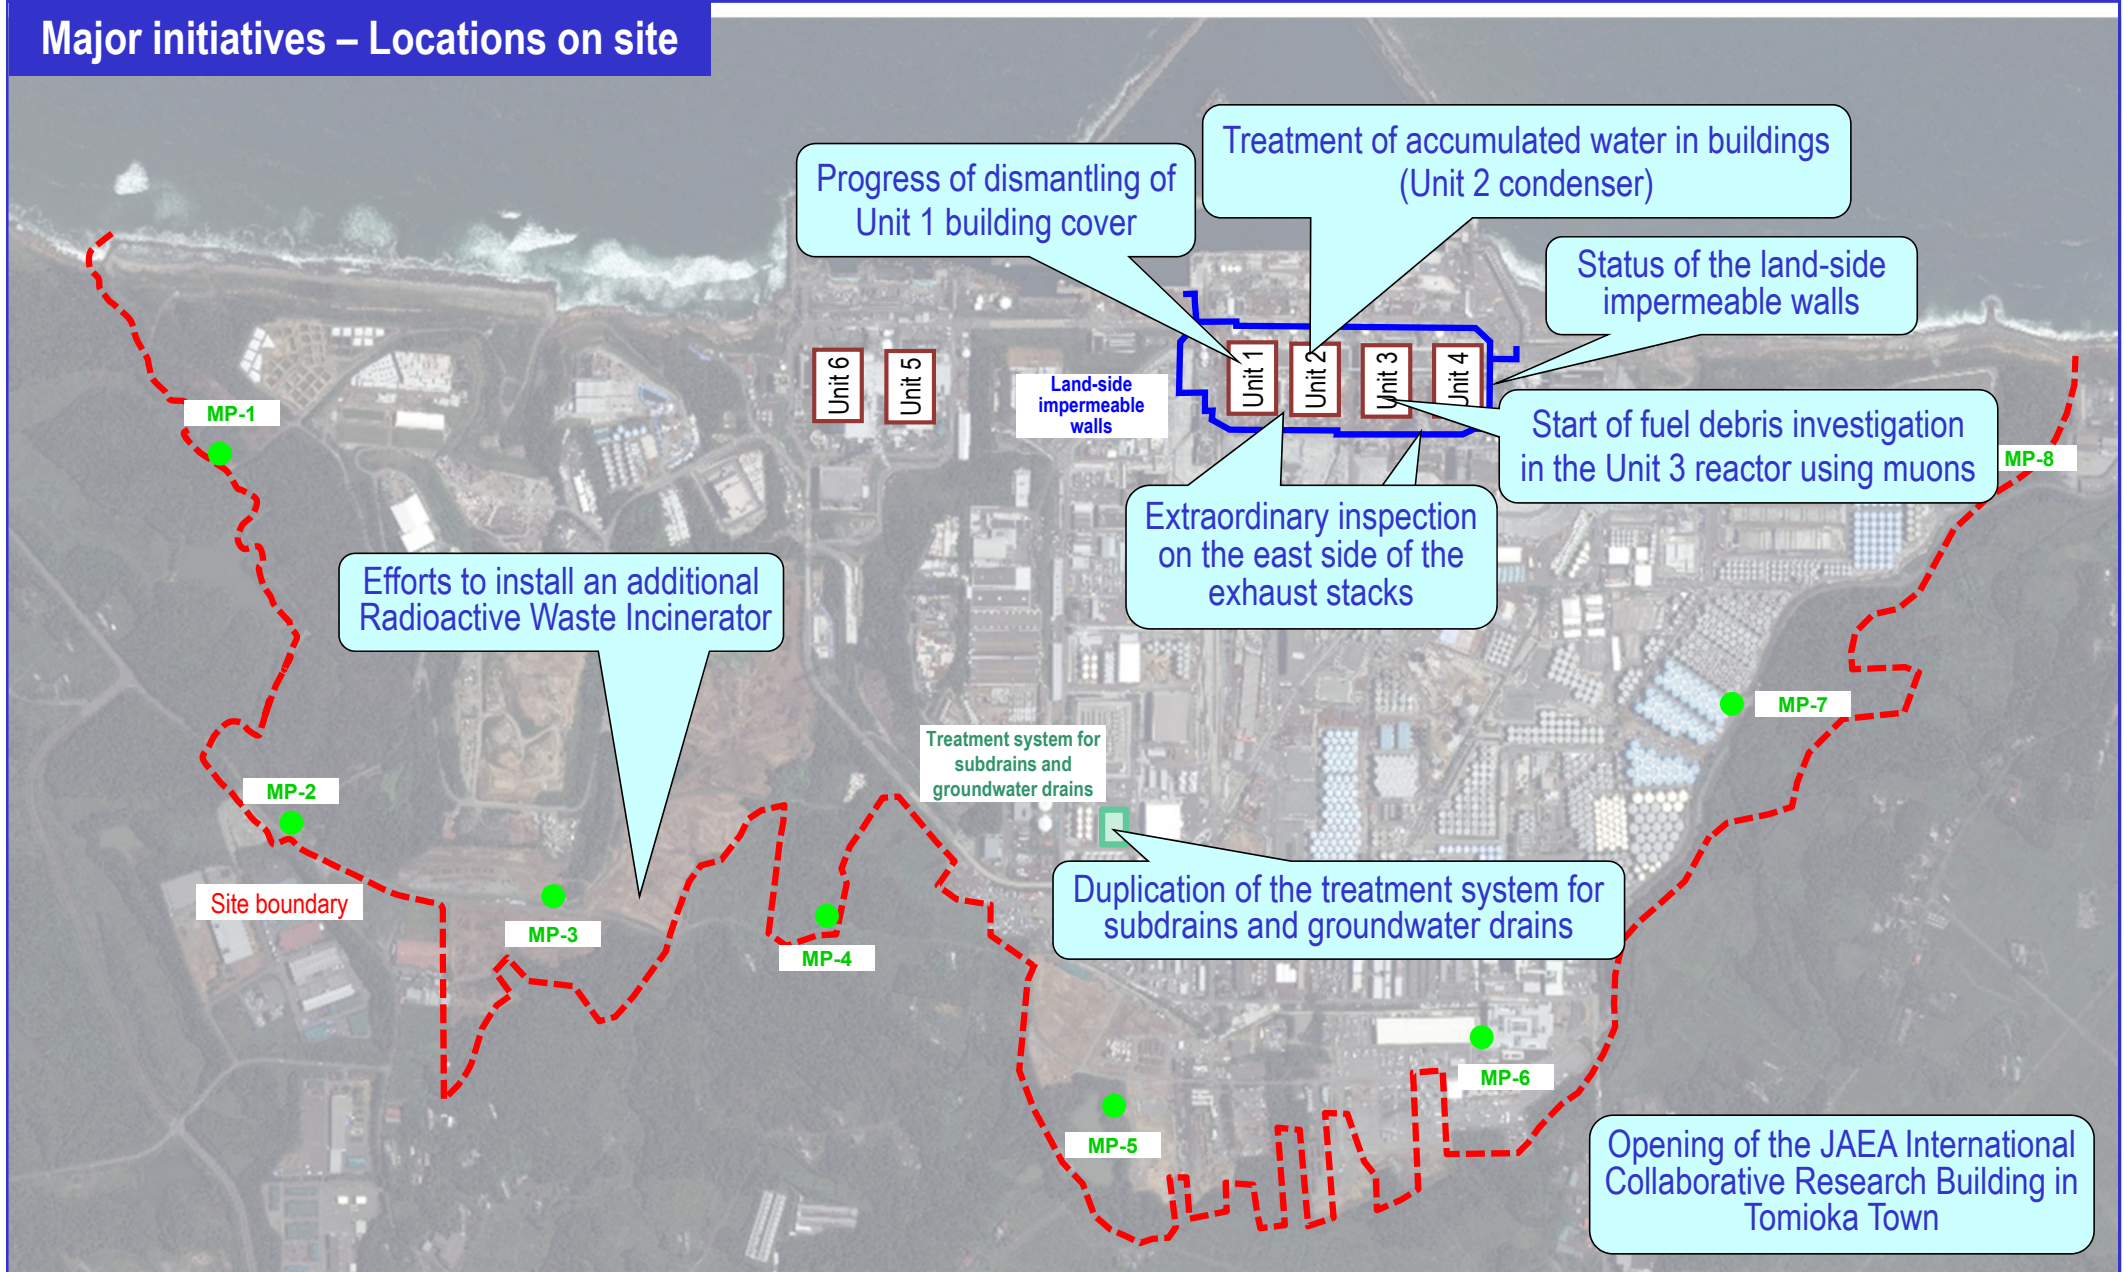 Major initiatives – Locations on site
Treatment of accumulated water in buildings
(Unit 2 condenser)
Progress of dismantling of
Unit 1 building cover
Status of the land-side
impermeable walls
Unit 6
Unit 5
Unit 1
Unit 2
Unit 3
Unit 4
Land-side
impermeable
walls
MP-1
Start of fuel debris investigation
in the Unit 3 reactor using muons
MP-8
Extraordinary inspection
on the east side of the
exhaust stacks
Efforts to install an additional
Radioactive Waste Incinerator
MP-7
Treatment system for
subdrains and
groundwater drains
MP-2
Duplication of the treatment system for
subdrains and groundwater drains
Site boundary
MP-3
MP-4
MP-6
MP-5
Opening of the JAEA International
Collaborative Research Building in
Tomioka Town